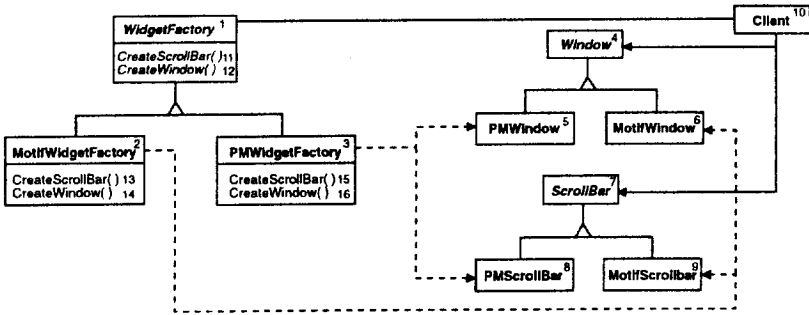 WidgetFactory 1
CreateScrollBar() 11
CreateWindow() 12
Client 10
Window 4
MotifWidgetFactory 2
CreateScrollBar() 13
CreateWindow() 14
PMWidgetFactory 3
CreateScrollBar() 15
CreateWindow() 16
PMWindow 5
MotifWindow 6
ScrollBar 7
PMScrollBar 8
MotifScrollbar 9